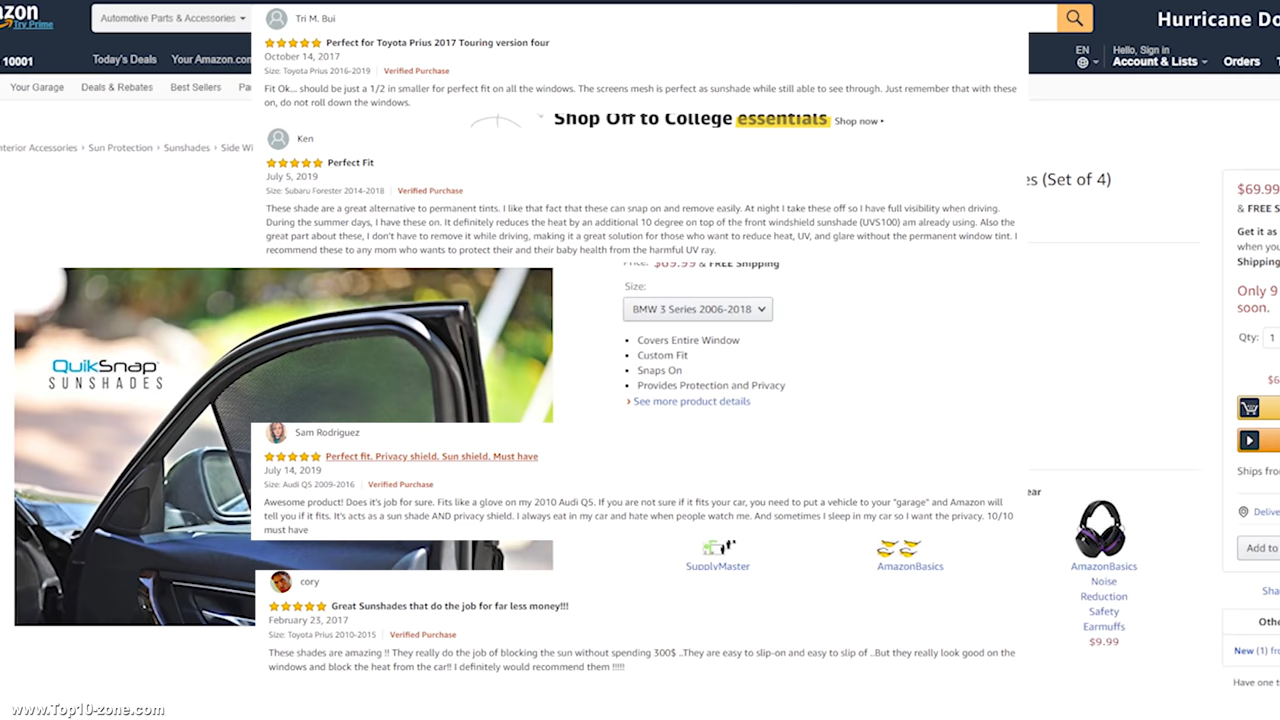 zon
Try Prime
Automotive Parts & Accessories
Hurricane Do
10001
Today's Deals
Your Amazon.com
EN
Hello, Sign in
Account & Lists
Orders
Your Garage
Deals & Rebates
Best Sellers
Pa
Tri M. Bui
Perfect for Toyota Prius 2017 Touring version four
October 14, 2017
Size: Toyota Prius 2016-2019 | Verified Purchase
Fit Ok... should be just a 1/2 in smaller for perfect fit on all the windows. The screens mesh is perfect as sunshade while still able to see through. Just remember that with these
on, do not roll down the windows.
Shop Off to College essentials Shop now
Ken
nterior Accessories › Sun Protection › Sunshades › Side Wi
Perfect Fit
July 5, 2019
Size: Subaru Forester 2014-2018 | Verified Purchase
These shade are a great alternative to permanent tints. I like that fact that these can snap on and remove easily. At night I take these off so I have full visibility when driving.
During the summer days, I have these on. It definitely reduces the heat by an additional 10 degree on top of the front windshield sunshade (UVS100) am already using. Also the
great part about these, I don't have to remove it while driving, making it a great solution for those who want to reduce heat, UV, and glare without the permanent window tint. I
recommend these to any mom who wants to protect their and their baby health from the harmful UV ray.
es (Set of 4)
$69.99
& FREE S
Get it as
when you
Shipping
Only 9
soon.
Qty: 1
$6
Ships fro
Delive
Add to
Sha
Othe
New (1) fro
Have one t
Price: $69.99 & FREE Shipping
Size:
BMW 3 Series 2006-2018
• Covers Entire Window
• Custom Fit
• Snaps On
• Provides Protection and Privacy
› See more product details
QuikSnap
SUNSHADES
Sam Rodriguez
Perfect fit. Privacy shield. Sun shield. Must have
July 14, 2019
Size: Audi Q5 2009-2016 | Verified Purchase
Awesome product! Does it's job for sure. Fits like a glove on my 2010 Audi Q5. If you are not sure if it fits your car, you need to put a vehicle to your "garage" and Amazon will
tell you if it fits. It's acts as a sun shade AND privacy shield. I always eat in my car and hate when people watch me. And sometimes I sleep in my car so I want the privacy. 10/10
must have
ear
SupplyMaster
AmazonBasics
AmazonBasics
Noise
Reduction
Safety
Earmuffs
$9.99
cory
Great Sunshades that do the job for far less money!!!
February 23, 2017
Size: Toyota Prius 2010-2015 | Verified Purchase
These shades are amazing !! They really do the job of blocking the sun without spending 300$ ..They are easy to slip-on and easy to slip of ..But they really look good on the
windows and block the heat from the car!! I definitely would recommend them !!!!!
www.Top10-zone.com